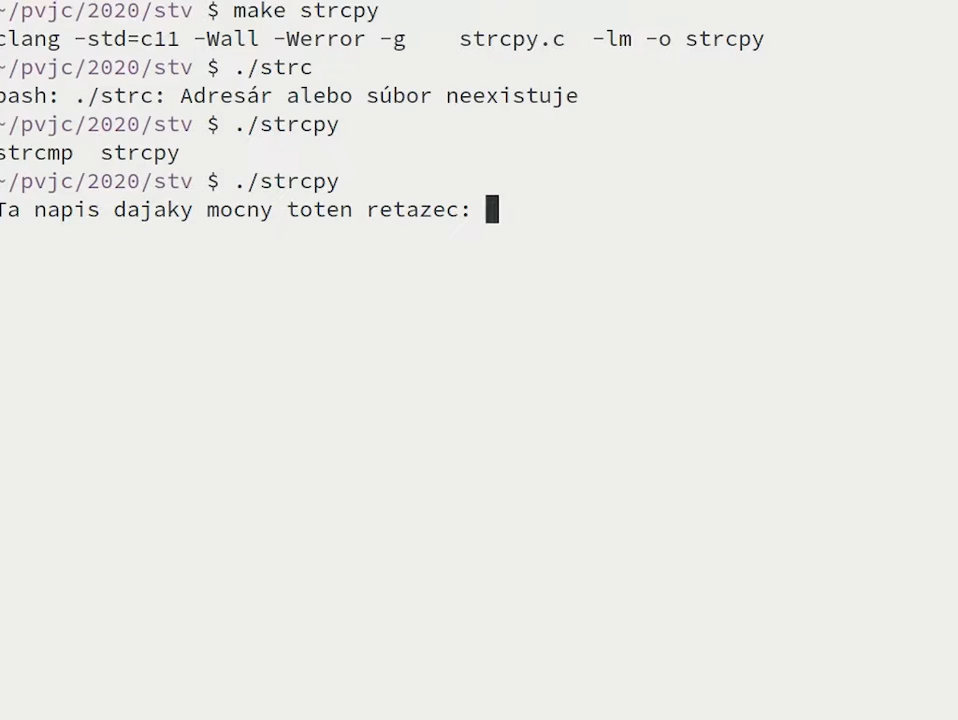 ~/pvjc/2020/stv $ make strcpy
clang -std=c11 -Wall -Werror -g    strcpy.c  -lm -o strcpy
~/pvjc/2020/stv $ ./strc
bash: ./strc: Adresár alebo súbor neexistuje
~/pvjc/2020/stv $ ./strcpy
strcmp  strcpy
~/pvjc/2020/stv $ ./strcpy
Ta napis dajaky mocny toten retazec: